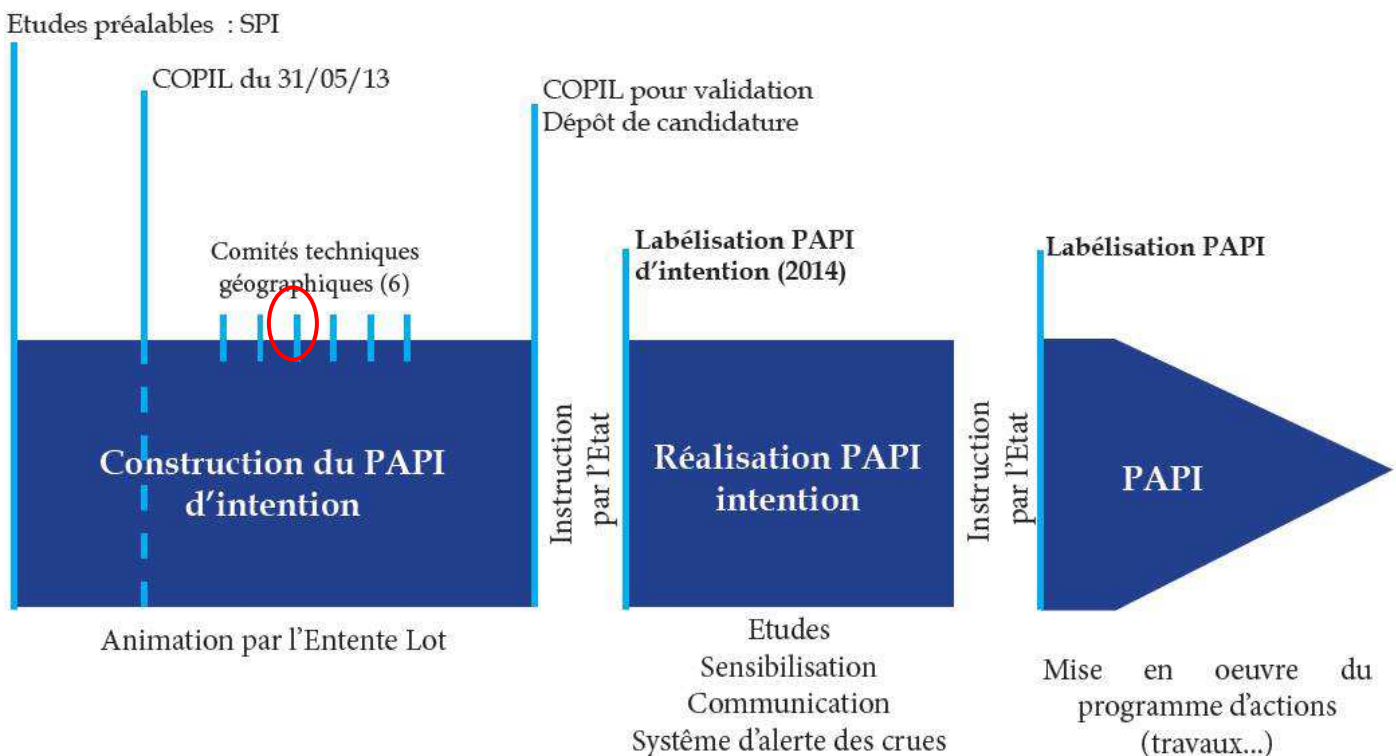 Etudes préalables : SPI
COPIL du 31/05/13
COPIL pour validation
Dépôt de candidature
Comités techniques
géographiques (6)
Labélisation PAPI
d'intention (2014)
Labélisation PAPI
Construction du PAPI
d'intention
Instruction
par l'Etat
Réalisation PAPI
intention
Instruction
par l'Etat
PAPI
Animation par l'Entente Lot
Etudes
Sensibilisation
Communication
Système d'alerte des crues
Mise en oeuvre du
programme d'actions
(travaux...)